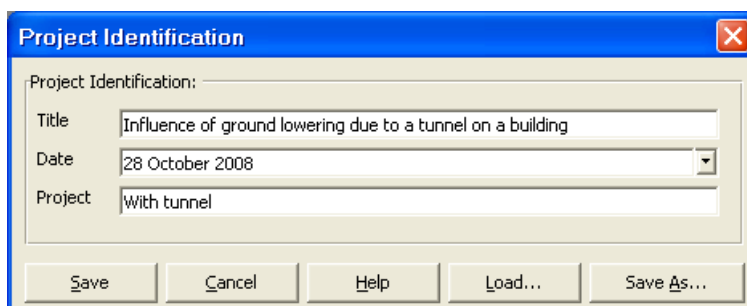 Project Identification
Project Identification:
Title Influence of ground lowering due to a tunnel on a building
Date 28 October 2008
Project With tunnel
Save Cancel Help Load... Save As...